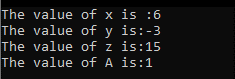 The value of x is :6
The value of y is:-3
The value of z is:15
The value of A is:1